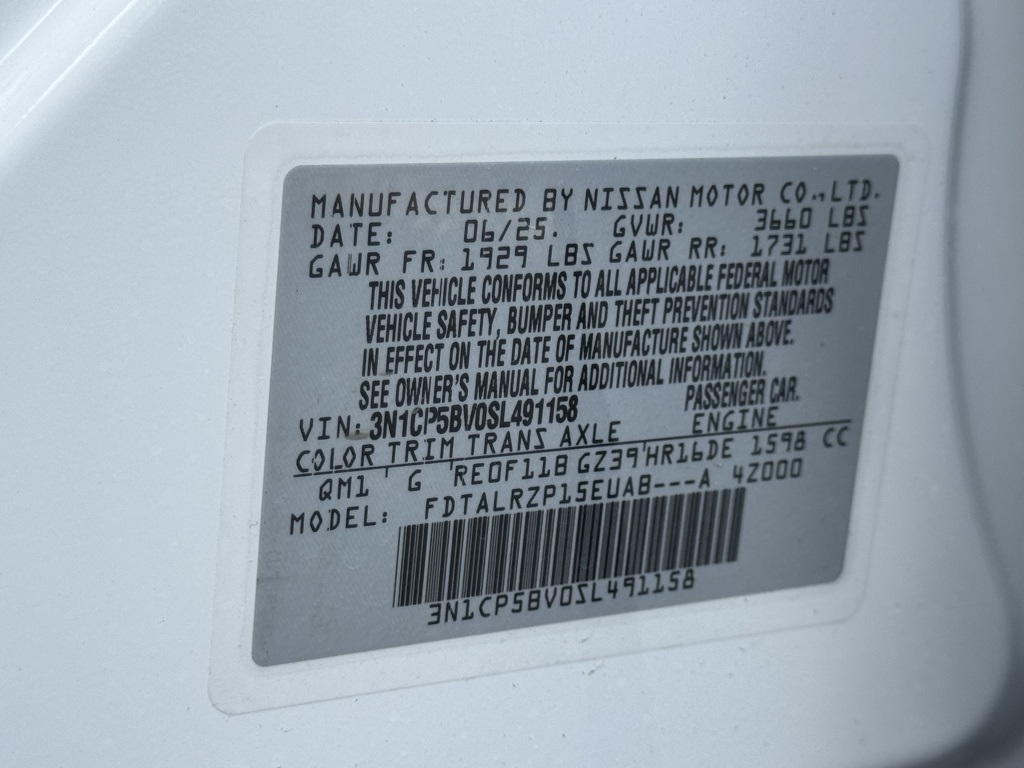 MANUFACTURED BY NISSAN MOTOR CO.,LTD.
DATE: 06/25. GVWR: 3660 LBS
GAWR FR: 1929 LBS GAWR RR: 1731 LBS
THIS VEHICLE CONFORMS TO ALL APPLICABLE FEDERAL MOTOR
VEHICLE SAFETY, BUMPER AND THEFT PREVENTION STANDARDS
IN EFFECT ON THE DATE OF MANUFACTURE SHOWN ABOVE.
SEE OWNER'S MANUAL FOR ADDITIONAL INFORMATION.
VIN: 3N1CP5BV0SL491158 PASSENGER CAR.
COLOR TRIM TRANS AXLE ENGINE
QM1 G RE0F11B GZ39 HR16DE 1598 CC
MODEL: FDTALRZP15EUAB---A 4Z000
3N1CP5BV0SL491158